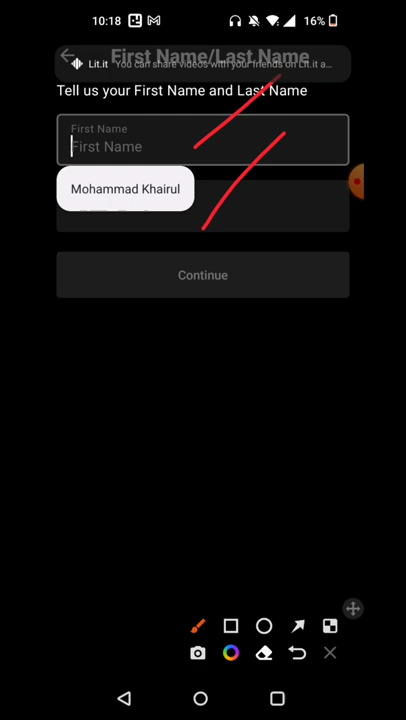 10:18
16%
First Name/Last Name
Lit.it You can share videos with your friends on Lit.it a...
Tell us your First Name and Last Name
First Name
First Name
Mohammad Khairul
Continue